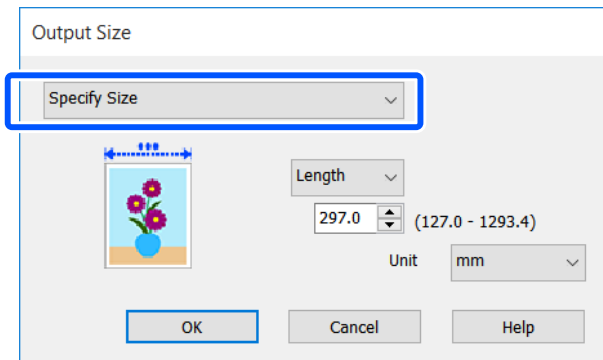 Output Size
Specify Size
Length
297.0 (127.0 - 1293.4)
Unit mm
OK Cancel Help